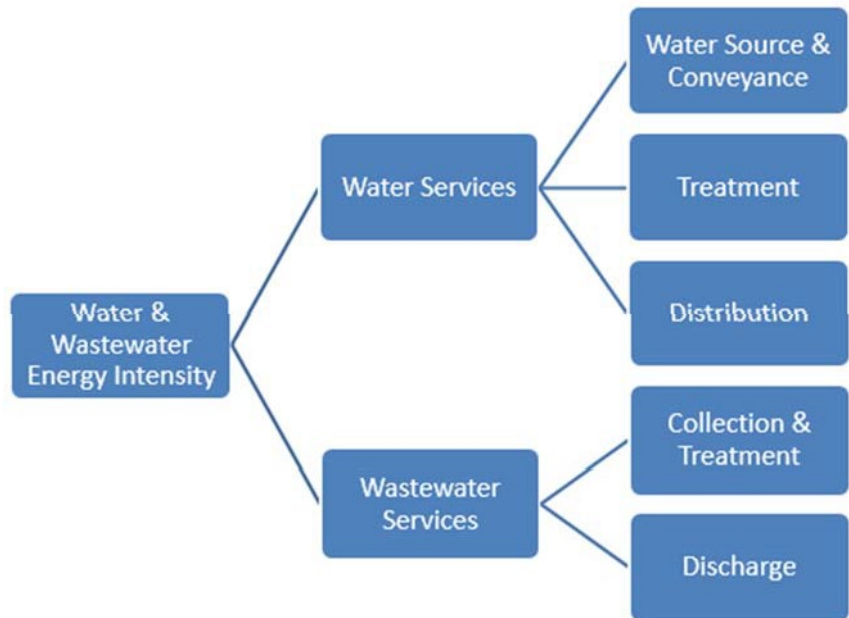 Water Source &
Conveyance
Water Services
Treatment
Water &
Wastewater
Energy Intensity
Distribution
Collection &
Treatment
Wastewater
Services
Discharge